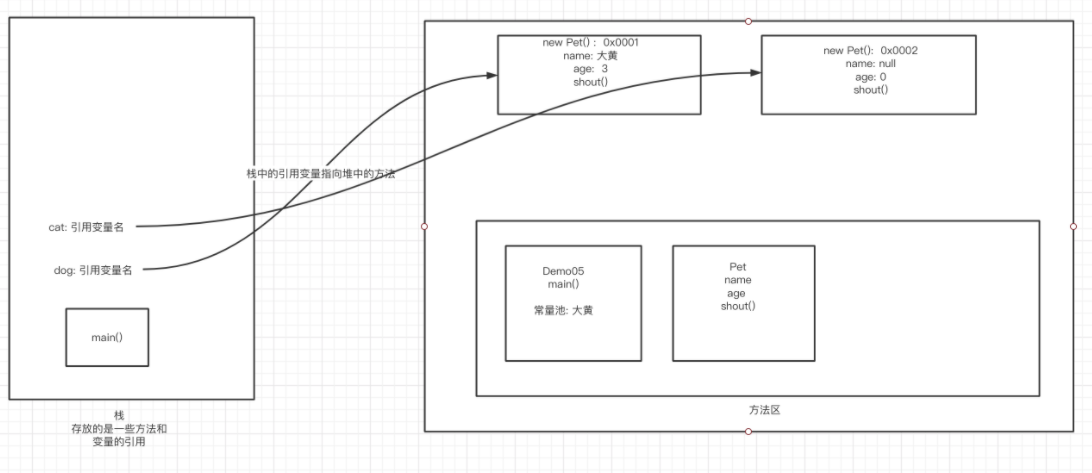 new Pet() :  0x0001
name: 大黄
age:  3
shout()
new Pet():  0x0002
name: null
age: 0
shout()
栈中的引用变量指向堆中的方法
cat: 引用变量名
dog: 引用变量名
main()
栈
存放的是一些方法和
变量的引用
Demo05
main()
常量池: 大黄
Pet
name
age
shout()
方法区